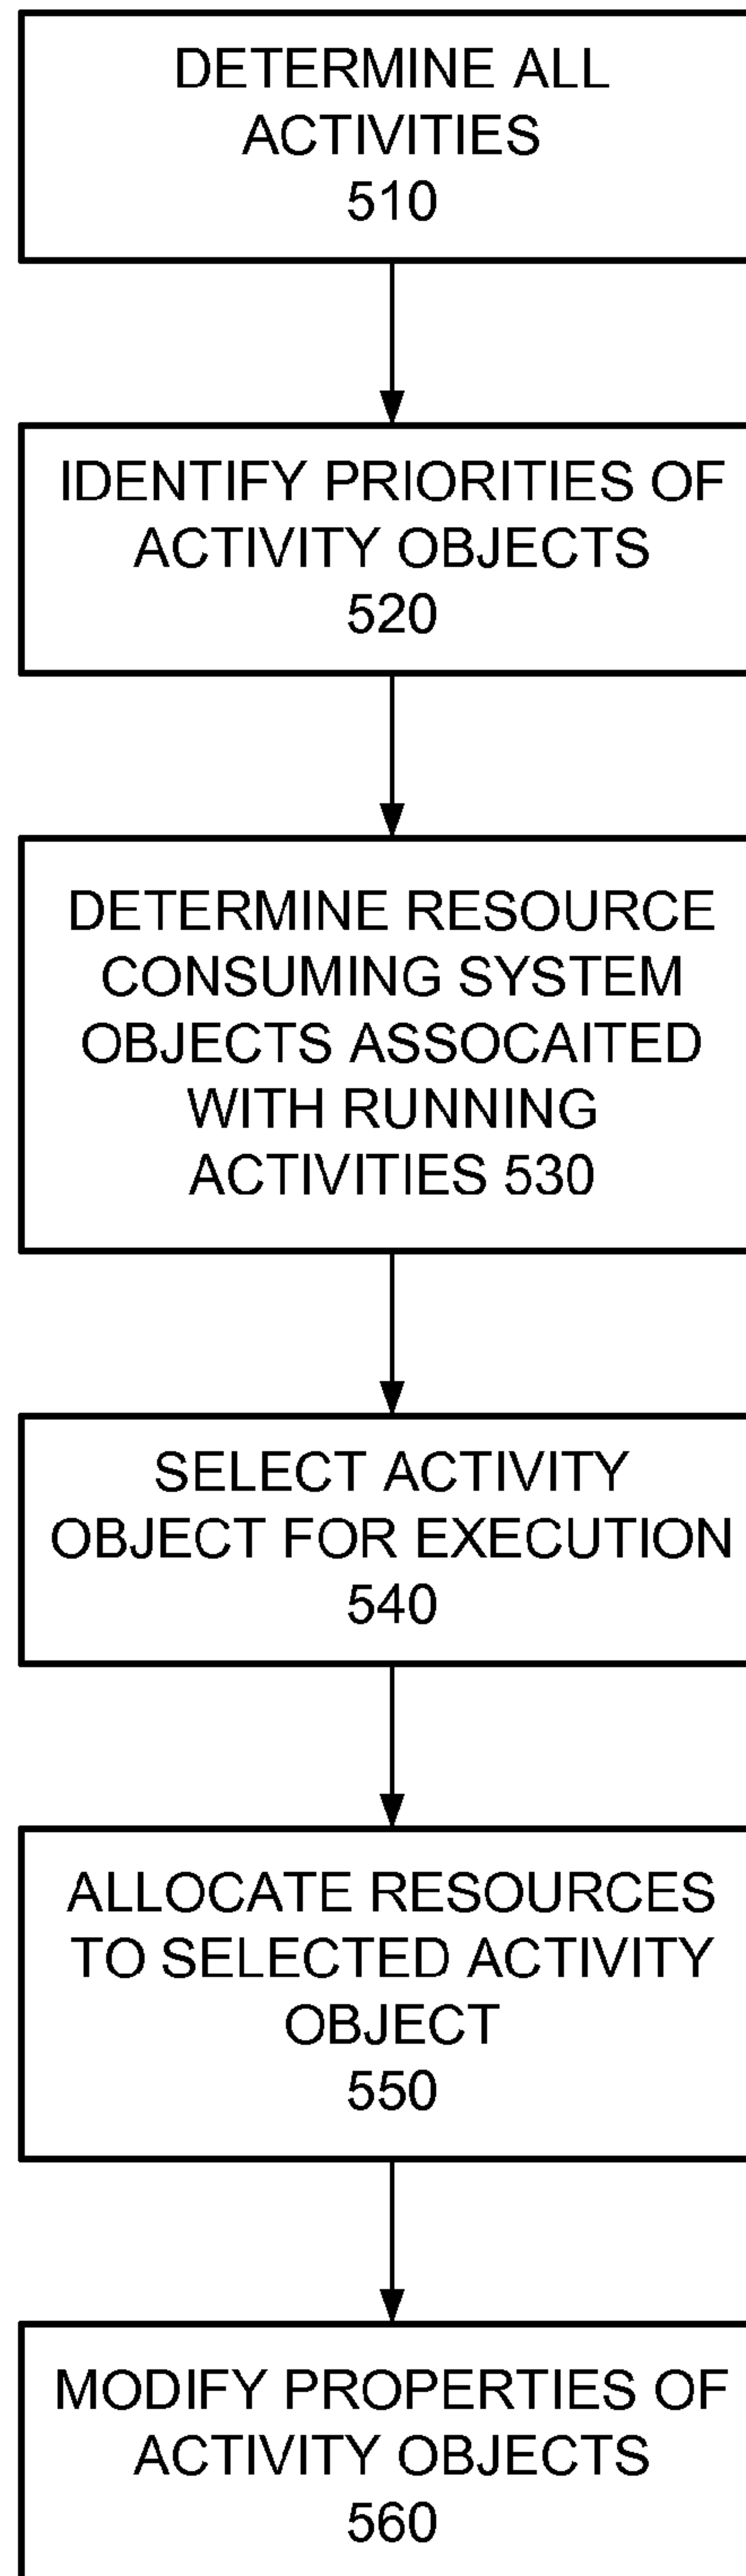 DETERMINE ALL
ACTIVITIES
510
IDENTIFY PRIORITIES OF
ACTIVITY OBJECTS
520
DETERMINE RESOURCE
CONSUMING SYSTEM
OBJECTS ASSOCAITED
WITH RUNNING
ACTIVITIES 530
SELECT ACTIVITY
OBJECT FOR EXECUTION
540
ALLOCATE RESOURCES
TO SELECTED ACTIVITY
OBJECT
550
MODIFY PROPERTIES OF
ACTIVITY OBJECTS
560